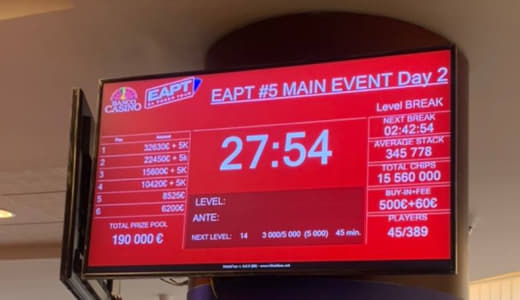 BANCO
CASINO
EAPT
EAPT #5 MAIN EVENT Day 2
Level BREAK
NEXT BREAK
02:42:54
AVERAGE STACK
345 778
TOTAL CHIPS
15 560 000
BUY-IN+FEE
500€+60€
PLAYERS
45/389
Amount
1 32630€ + 5K
2 22450€ + 5K
3 15600€ + 5K
4 10420€ + 5K
5 8525€
6 6200€
TOTAL PRIZE POOL
190 000 €
27:54
LEVEL:
ANTE:
NEXT LEVEL: 14 3 000/5 000 (5 000) 45 min.